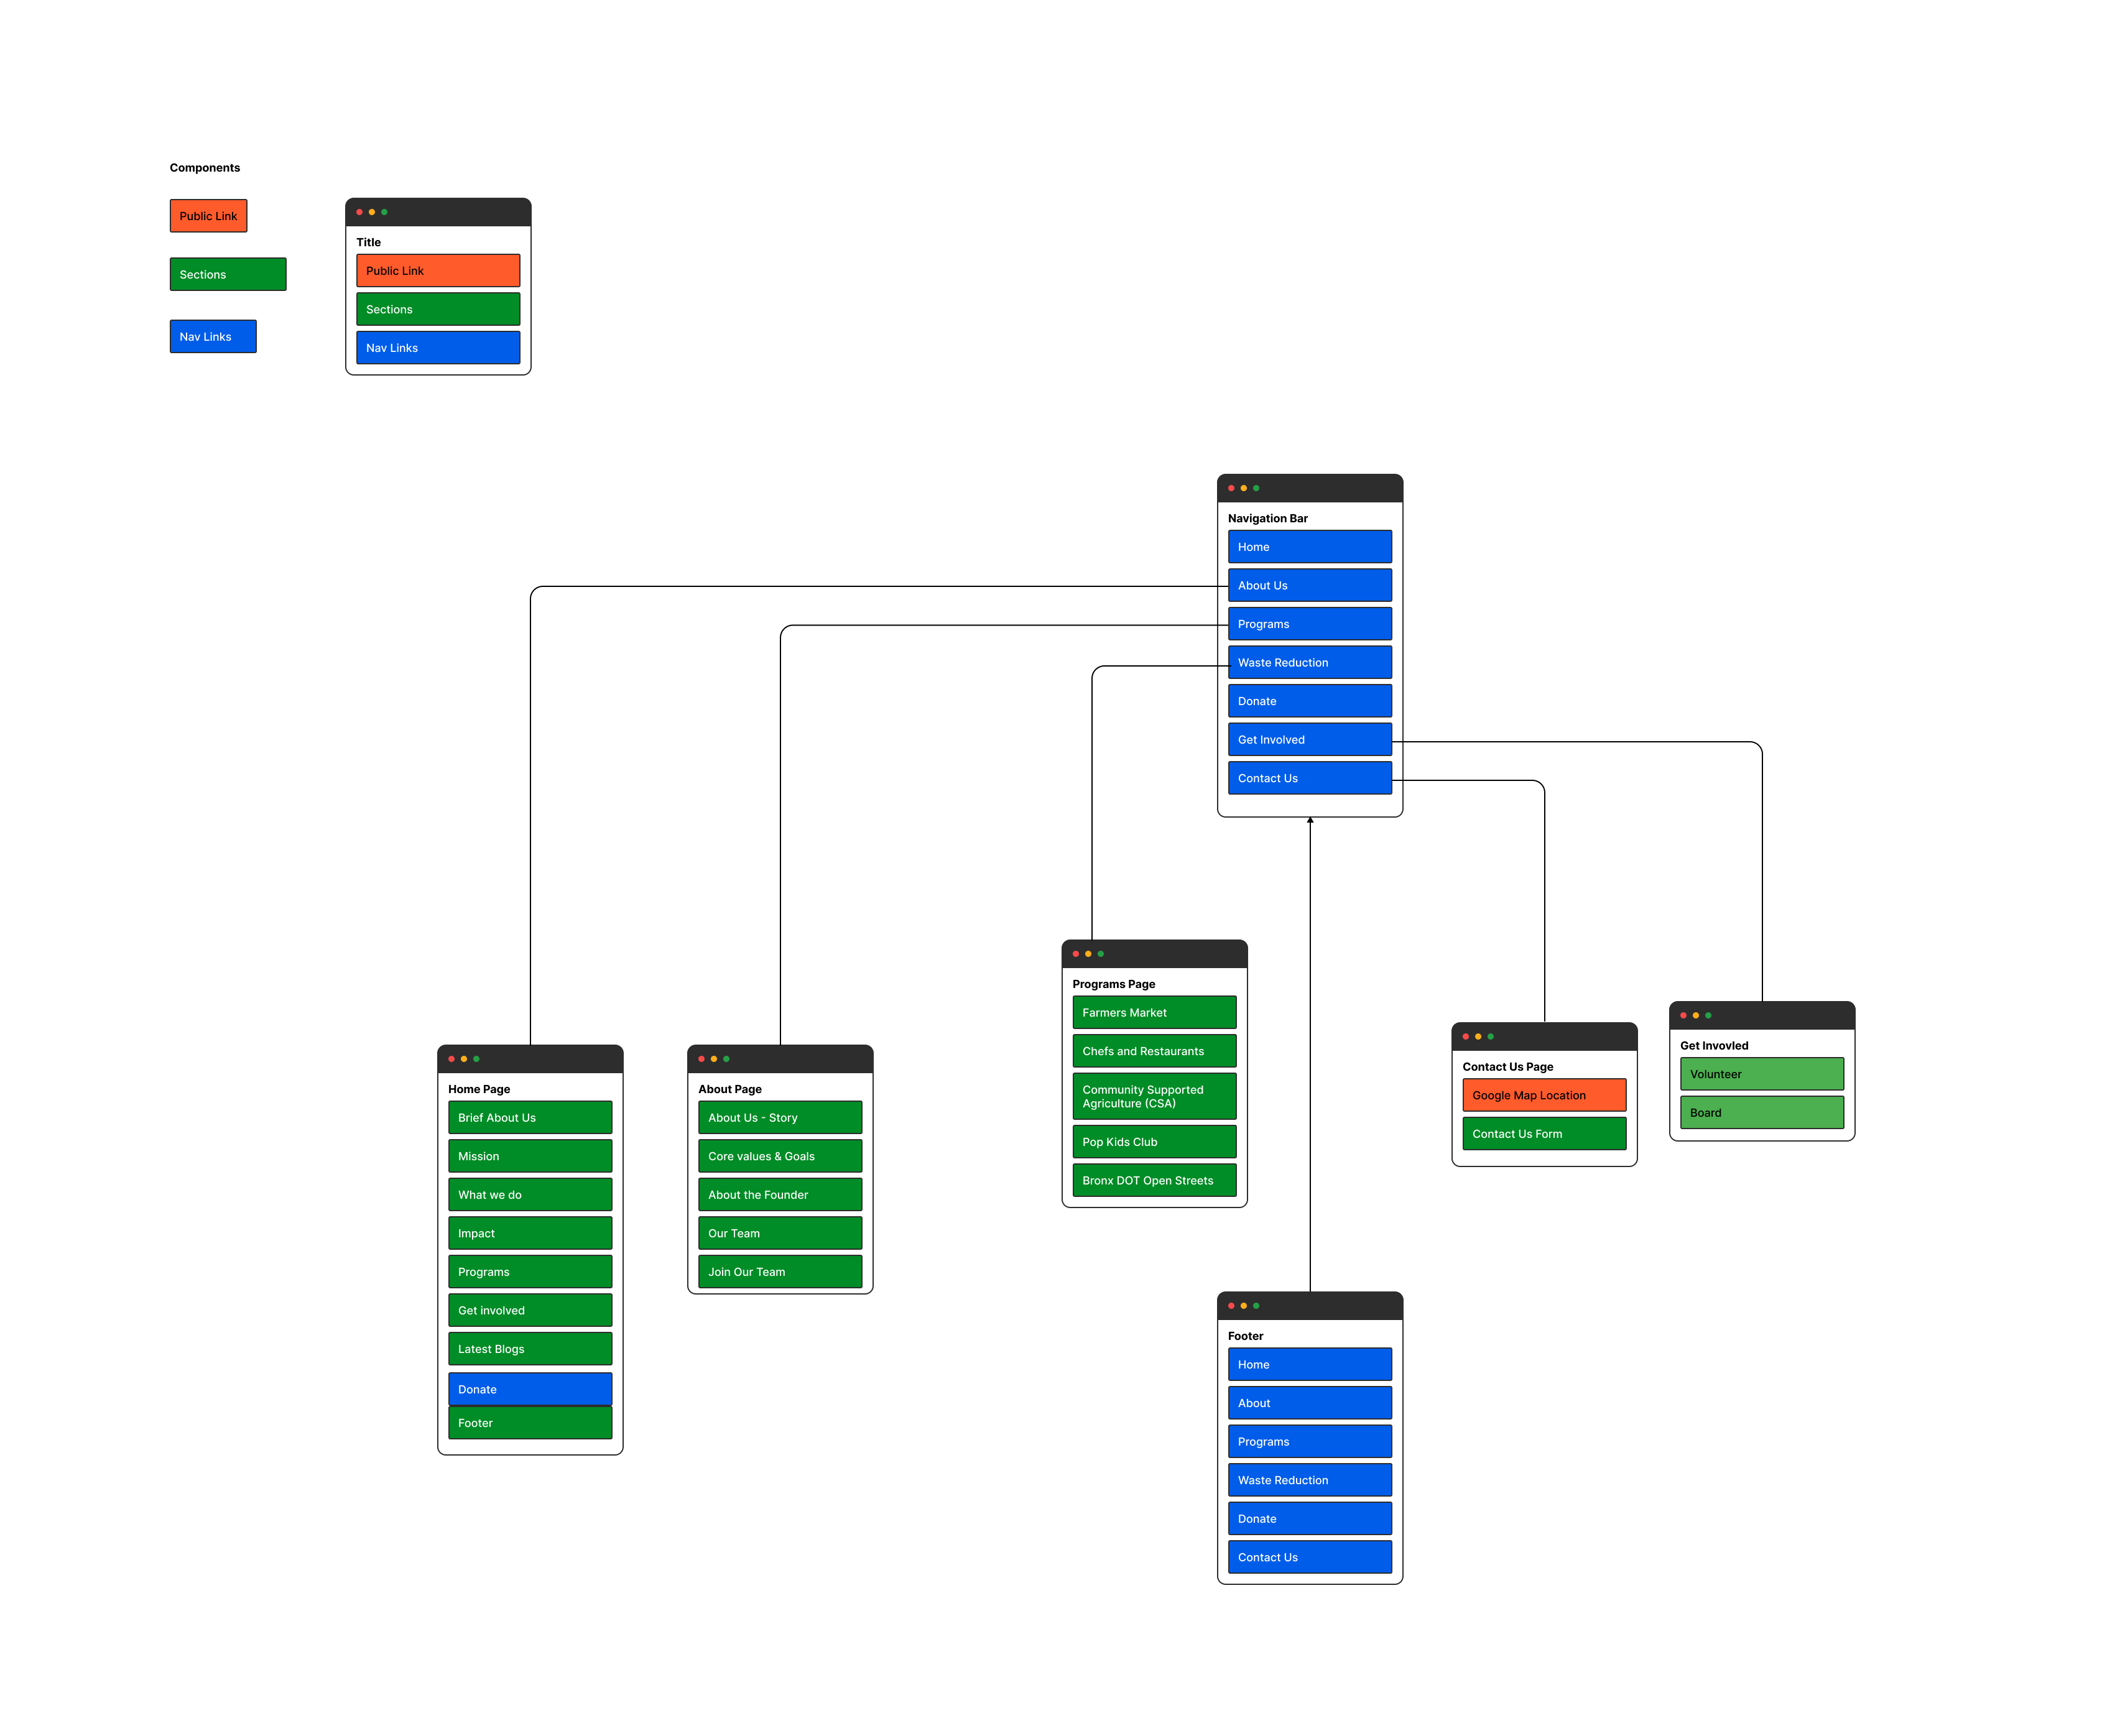 Components
Public Link
Sections
Nav Links
Title
Public Link
Sections
Nav Links
Navigation Bar
Home
About Us
Programs
Waste Reduction
Donate
Get Involved
Contact Us
Home Page
Brief About Us
Mission
What we do
Impact
Programs
Get involved
Latest Blogs
Donate
Footer
About Page
About Us - Story
Core values & Goals
About the Founder
Our Team
Join Our Team
Programs Page
Farmers Market
Chefs and Restaurants
Community Supported
Agriculture (CSA)
Pop Kids Club
Bronx DOT Open Streets
Contact Us Page
Google Map Location
Contact Us Form
Get Invovled
Volunteer
Board
Footer
Home
About
Programs
Waste Reduction
Donate
Contact Us